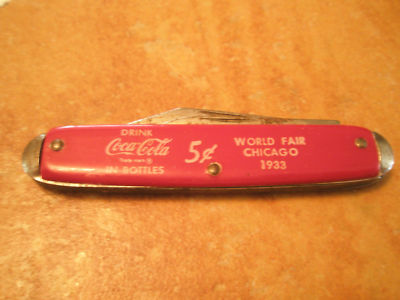 DRINK
Coca-Cola
Trade mark ®
IN BOTTLES
5¢
WORLD FAIR
CHICAGO
1933